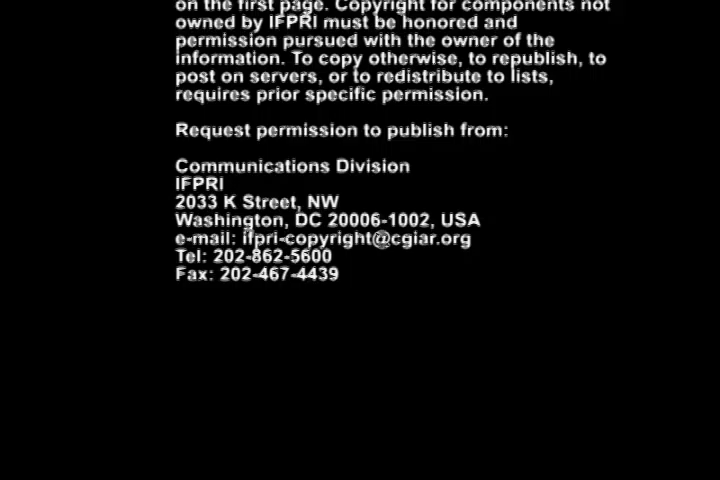 on the first page. Copyright for components not
owned by IFPRI must be honored and
permission pursued with the owner of the
information. To copy otherwise, to republish, to
post on servers, or to redistribute to lists,
requires prior specific permission.
Request permission to publish from:
Communications Division
IFPRI
2033 K Street, NW
Washington, DC 20006-1002, USA
e-mail: ifpri-copyright@cgiar.org
Tel: 202-862-5600
Fax: 202-467-4439